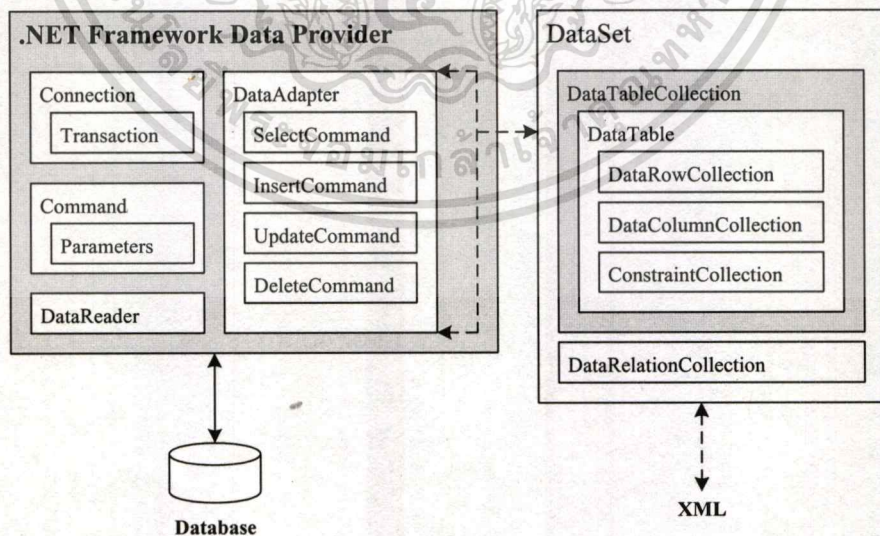 .NET Framework Data Provider
Connection
Transaction
Command
Parameters
DataReader
DataAdapter
SelectCommand
InsertCommand
UpdateCommand
DeleteCommand
Database
DataSet
DataTableCollection
DataTable
DataRowCollection
DataColumnCollection
ConstraintCollection
DataRelationCollection
XML